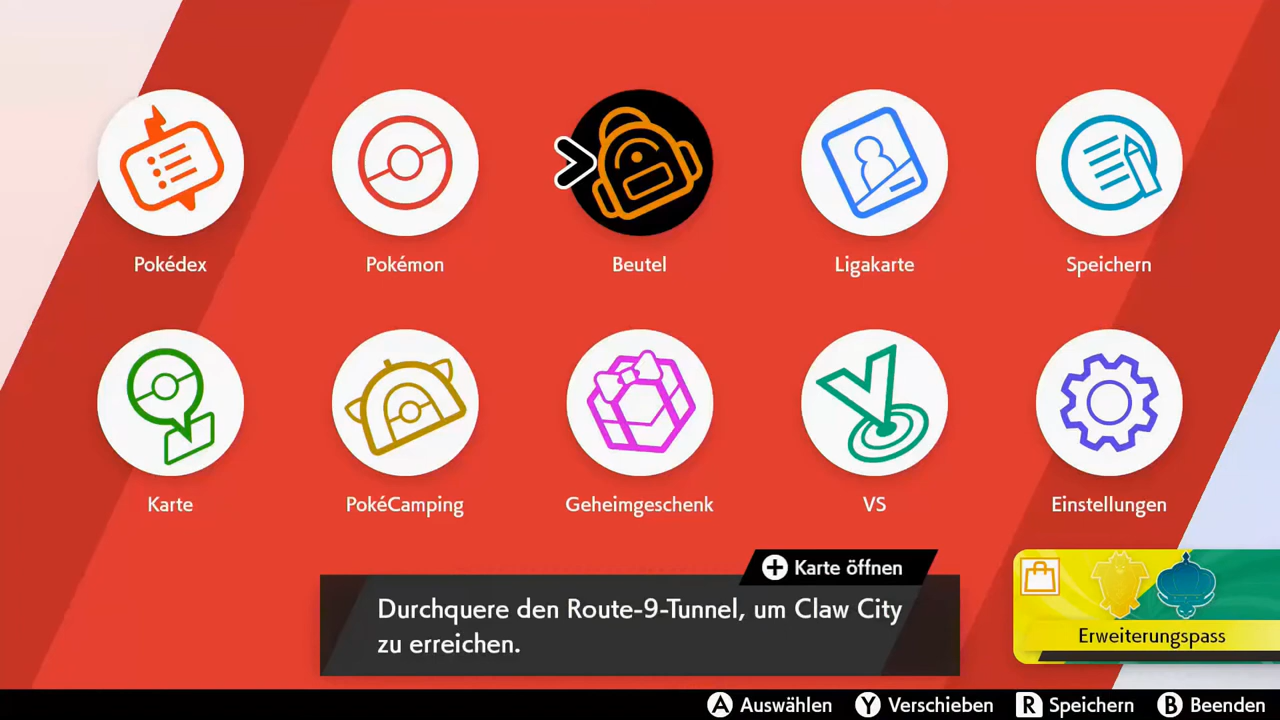 Pokédex
Pokémon
Beutel
Ligakarte
Speichern
Karte
PokéCamping
Geheimgeschenk
VS
Einstellungen
Karte öffnen
Durchquere den Route-9-Tunnel, um Claw City
zu erreichen.
Erweiterungspass
A Auswählen Y Verschieben R Speichern B Beenden